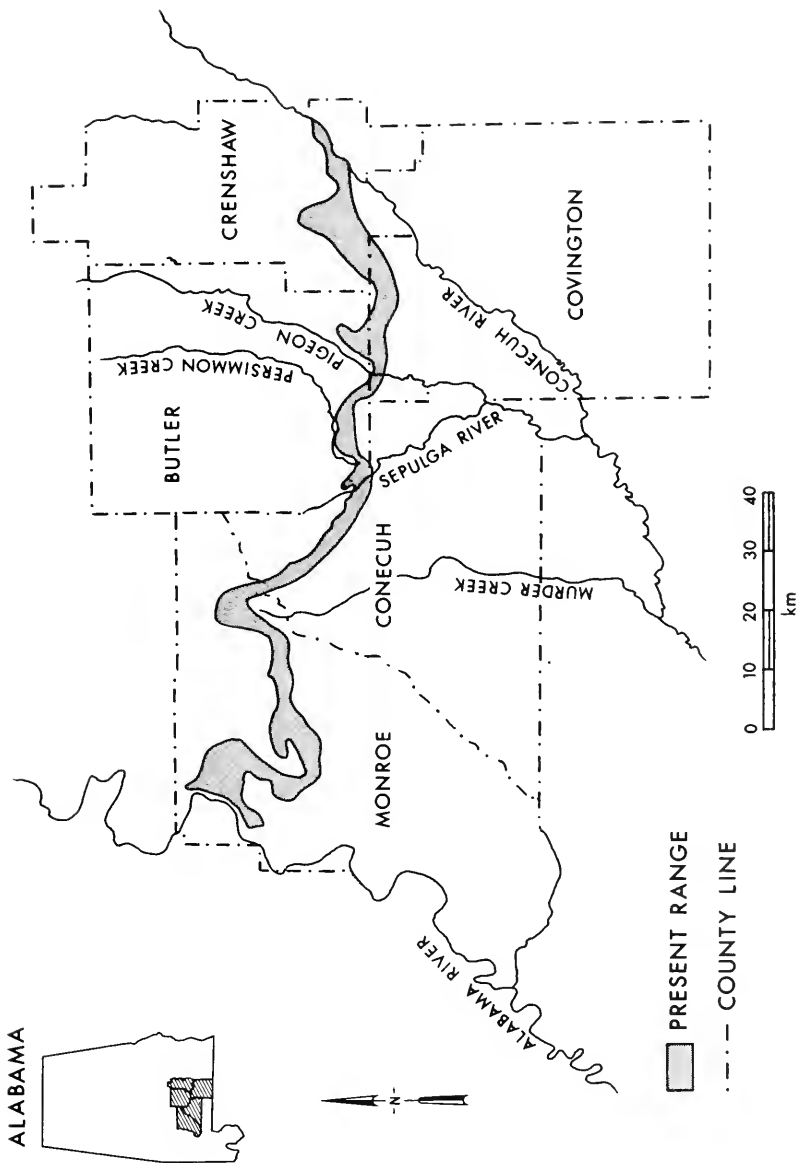 ALABAMA
N
CRENSHAW
BUTLER
PIGEON CREEK
PERSIMMON CREEK
COVINGTON
CONECUH RIVER
SEPULGA RIVER
CONECUH
MURDER CREEK
MONROE
ALABAMA RIVER
PRESENT RANGE
COUNTY LINE
0 10 20 30 40
km